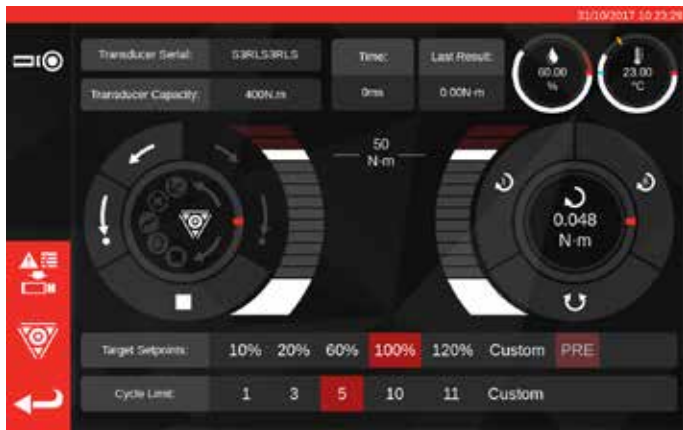 31/10/2017 10:23:29
Transducer Serial: S3RLS3RLS Time: Last Result:
Transducer Capacity: 400N.m 0ms 0.00N·m
60.00 %
23.00 °C
50
N·m
0.048
N·m
Target Setpoints: 10% 20% 60% 100% 120% Custom PRE
Cycle Limit: 1 3 5 10 11 Custom